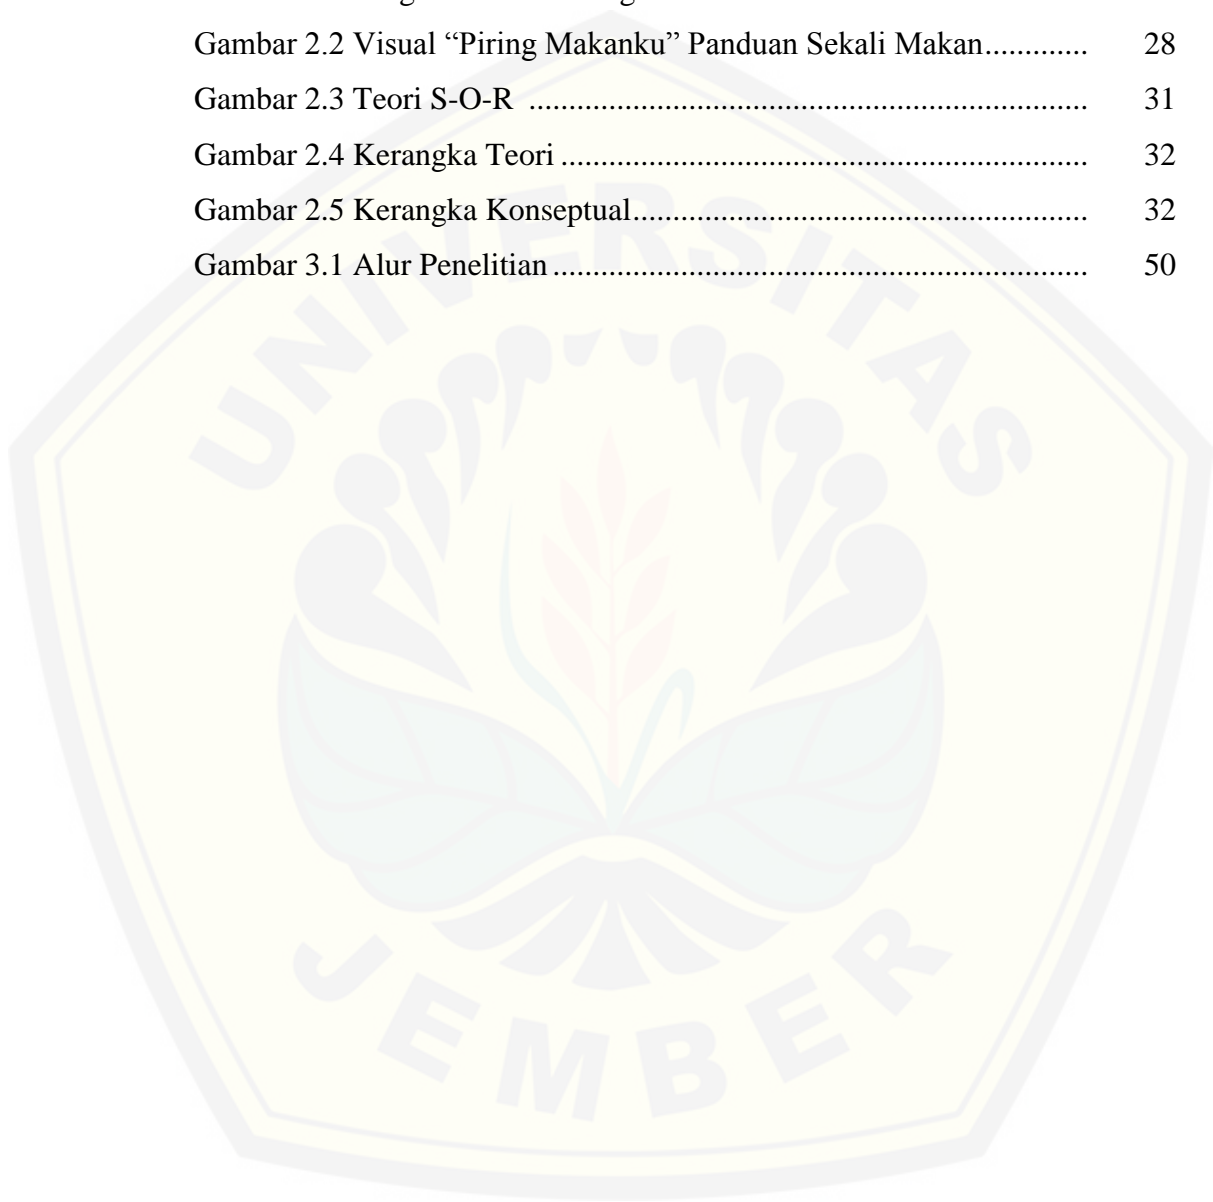 Gambar 2.2 Visual “Piring Makanku” Panduan Sekali Makan............. 28
Gambar 2.3 Teori S-O-R ...................................................................... 31
Gambar 2.4 Kerangka Teori .................................................................. 32
Gambar 2.5 Kerangka Konseptual......................................................... 32
Gambar 3.1 Alur Penelitian ................................................................... 50
UNIVERSITAS
JEMBER